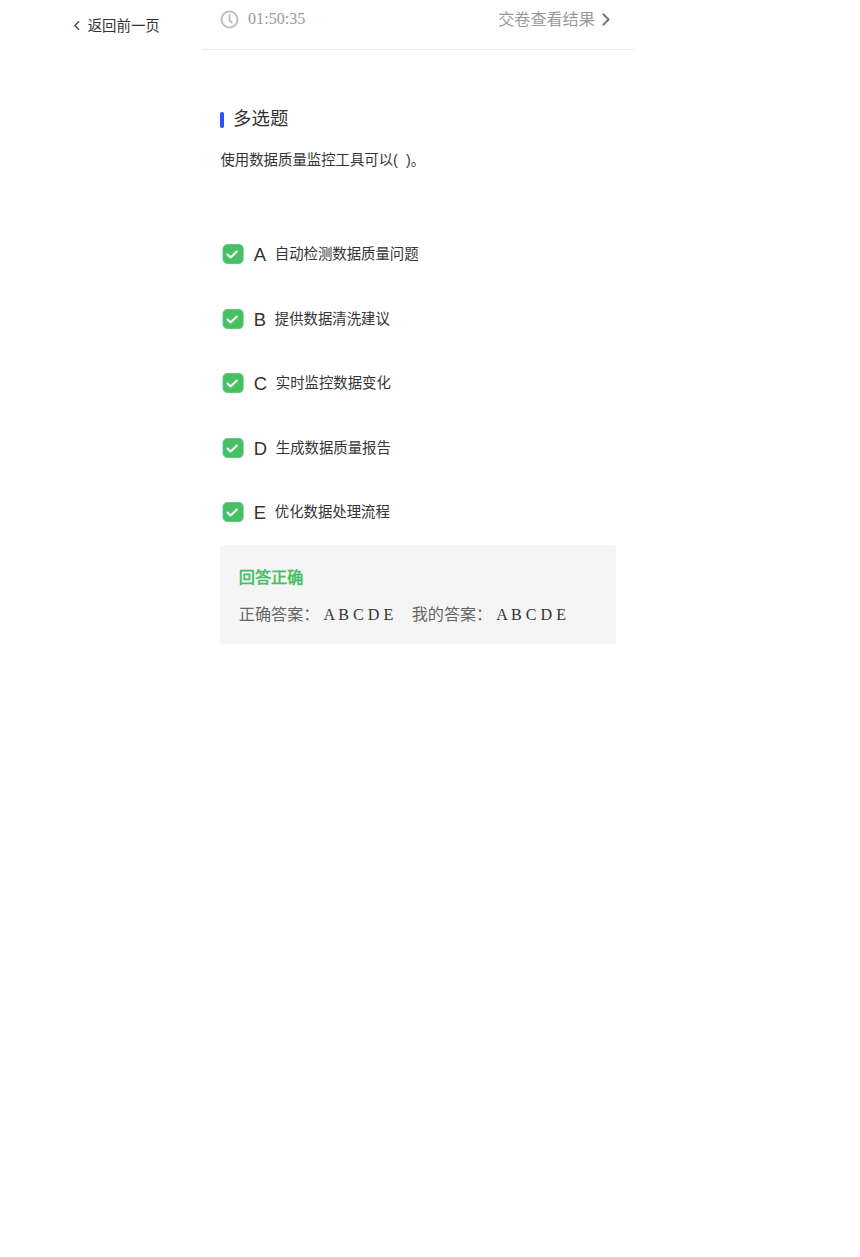 返回前一页
01:50:35
交卷查看结果
多选题
使用数据质量监控工具可以( )。
A 自动检测数据质量问题
B 提供数据清洗建议
C 实时监控数据变化
D 生成数据质量报告
E 优化数据处理流程
回答正确
正确答案： A B C D E 我的答案： A B C D E